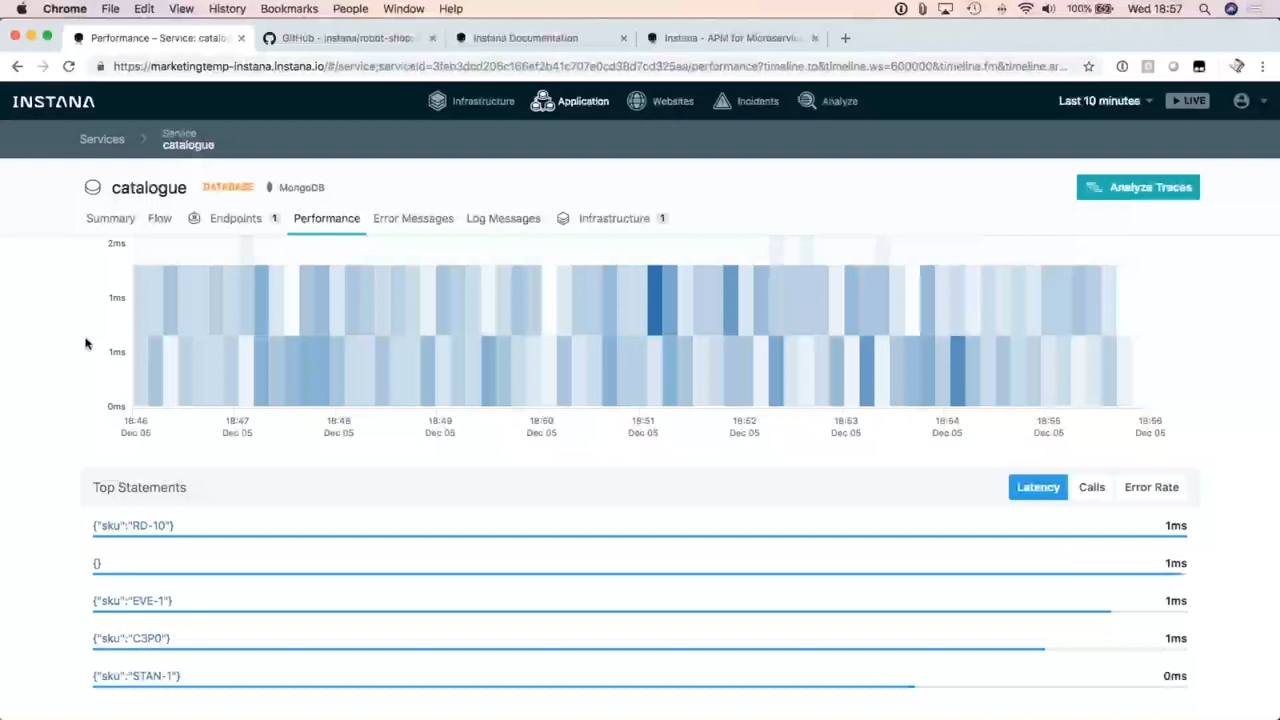 Chrome File Edit View History Bookmarks People Window Help 100% Wed 18:57
Performance – Service: catalo GitHub - instana/robot-shop: Instana Documentation Instana - APM for Microservic
INSTANA Infrastructure Application Websites Incidents Analyze Last 10 minutes LIVE
Services Service
catalogue
catalogue DATABASE MongoDB Analyze Traces
Summary Flow Endpoints 1 Performance Error Messages Log Messages Infrastructure 1
2ms
1ms
1ms
0ms
18:46 18:47 18:48 18:49 18:50 18:51 18:52 18:53 18:54 18:55 18:56
Dec 05 Dec 05 Dec 05 Dec 05 Dec 05 Dec 05 Dec 05 Dec 05 Dec 05 Dec 05 Dec 05
Top Statements Latency Calls Error Rate
{"sku":"RD-10"} 1ms
{} 1ms
{"sku":"EVE-1"} 1ms
{"sku":"C3P0"} 1ms
{"sku":"STAN-1"} 0ms